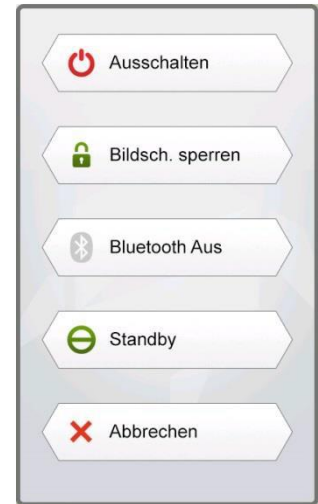 Ausschalten
Bildsch. sperren
Bluetooth Aus
Standby
Abbrechen